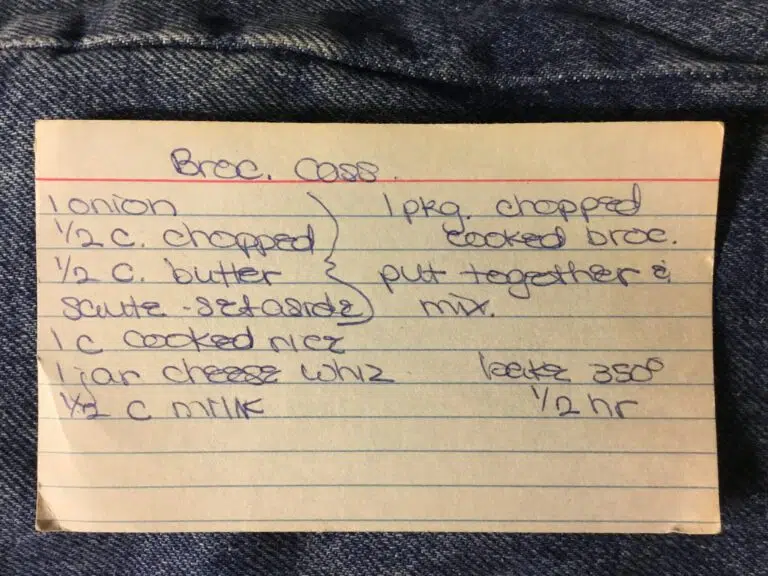 Broc. Cass.
1 onion
1/2 c. chopped
1/2 c. butter
saute - set aside
1 c cooked rice
1 jar cheese whiz
1/2 c milk
1 pkg. chopped
cooked broc.
put together &
mix.
bake 350°
1/2 hr